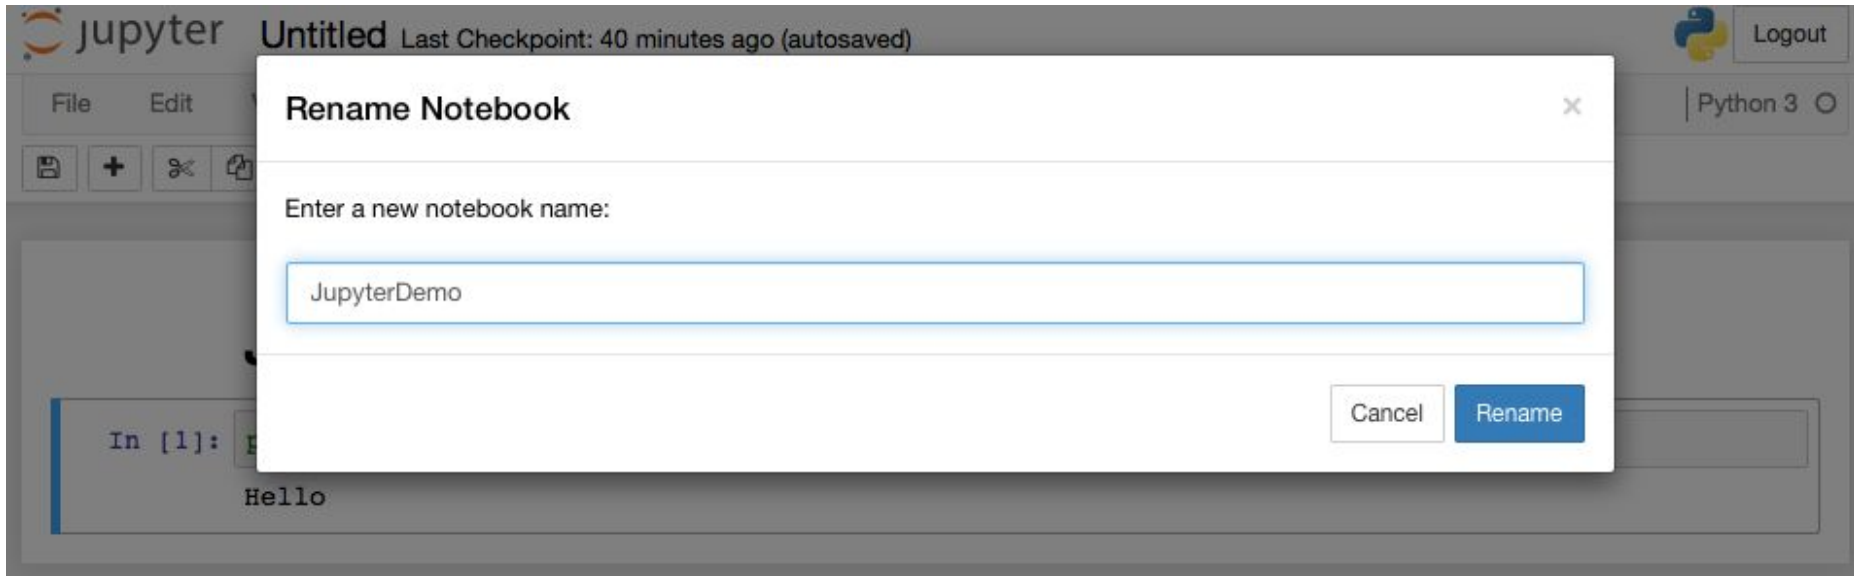 jupyter Untitled Last Checkpoint: 40 minutes ago (autosaved) Logout
File Edit Python 3
Rename Notebook
Enter a new notebook name:
JupyterDemo
Cancel Rename
In [1]:
Hello